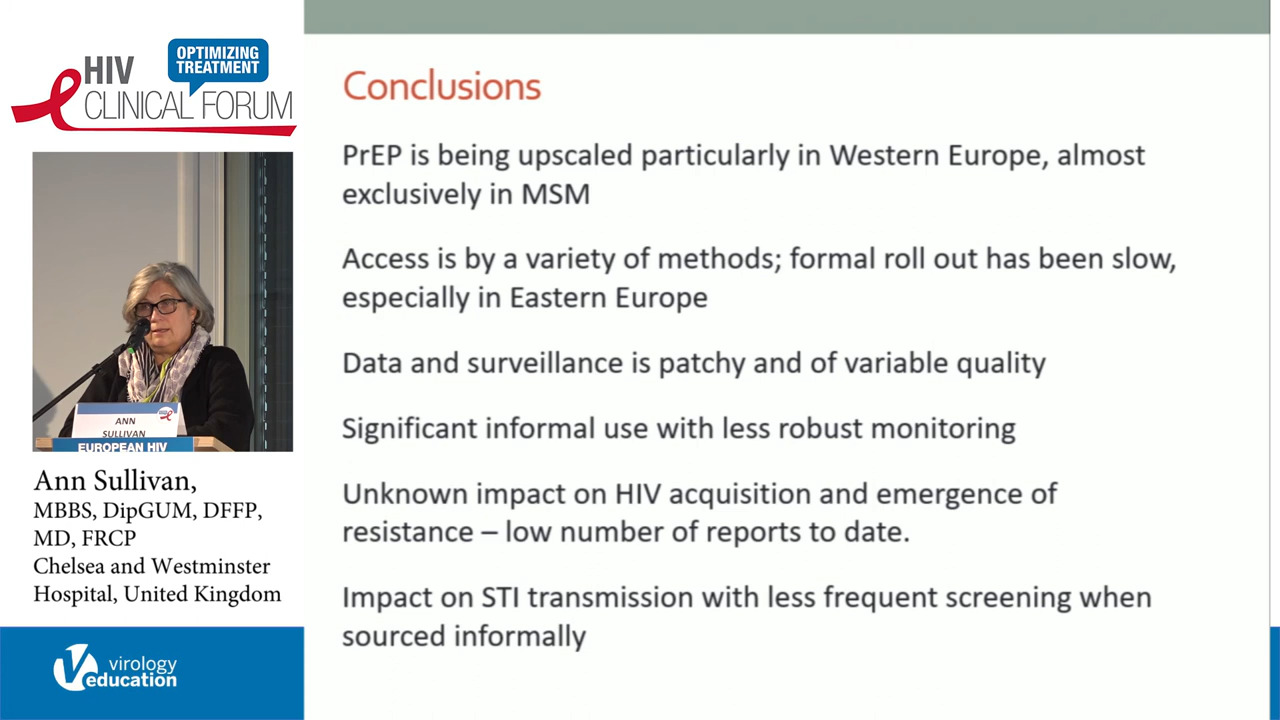 HIV
OPTIMIZING
TREATMENT
CLINICAL FORUM
ANN
SULLIVAN
EUROPEAN HIV
Ann Sullivan,
MBBS, DipGUM, DFFP,
MD, FRCP
Chelsea and Westminster
Hospital, United Kingdom
virology
education
Conclusions
PrEP is being upscaled particularly in Western Europe, almost
exclusively in MSM
Access is by a variety of methods; formal roll out has been slow,
especially in Eastern Europe
Data and surveillance is patchy and of variable quality
Significant informal use with less robust monitoring
Unknown impact on HIV acquisition and emergence of
resistance – low number of reports to date.
Impact on STI transmission with less frequent screening when
sourced informally